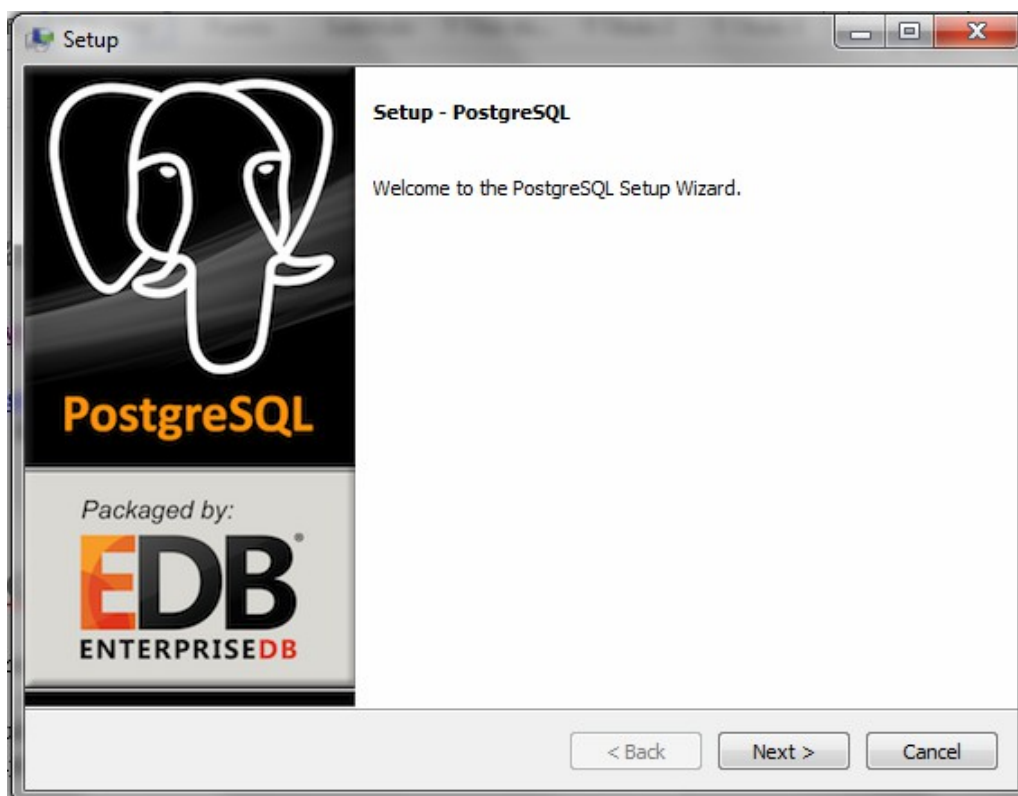 Setup
Setup - PostgreSQL
Welcome to the PostgreSQL Setup Wizard.
PostgreSQL
Packaged by:
EDB®
ENTERPRISEDB
< Back
Next >
Cancel